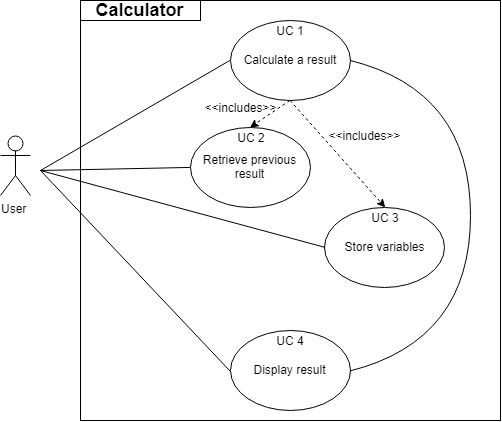 Calculator
UC 1
Calculate a result
<<includes>>
UC 2
Retrieve previous
result
<<includes>>
UC 3
Store variables
User
UC 4
Display result